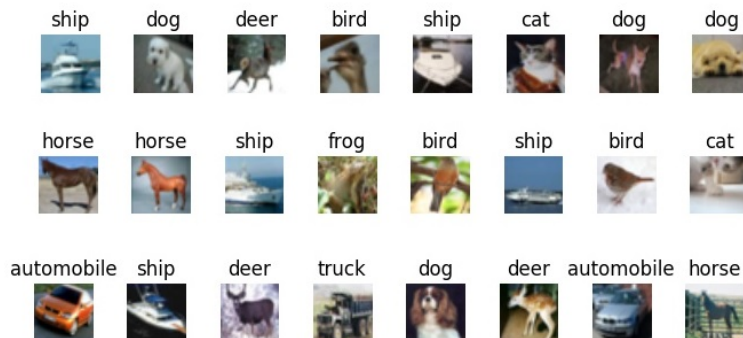 ship dog deer bird ship cat dog dog
horse horse ship frog bird ship bird cat
automobile ship deer truck dog deer automobile horse